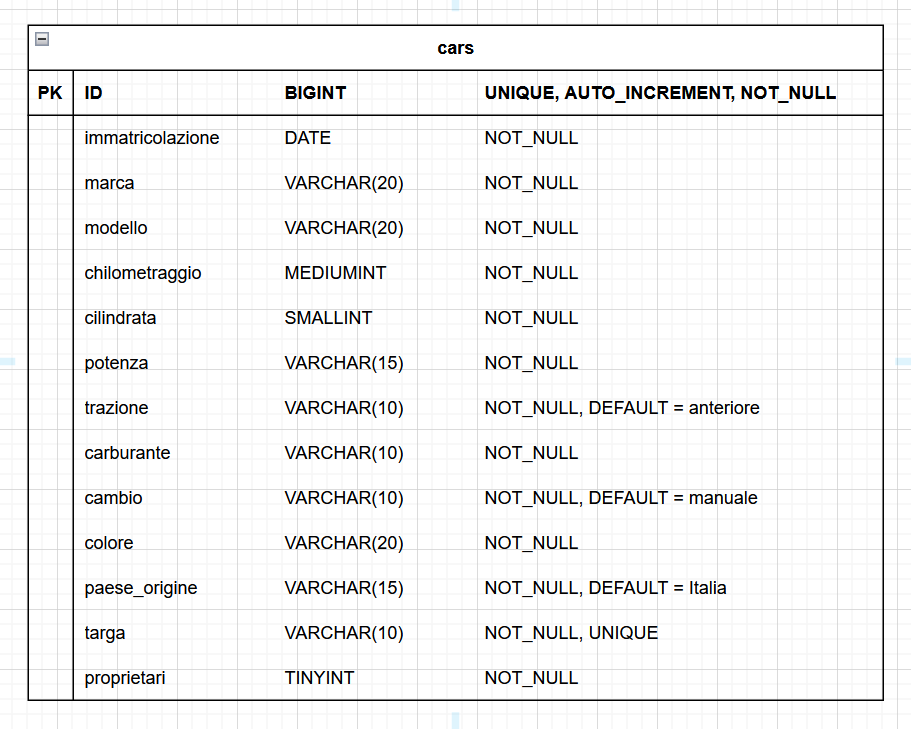 cars
PK ID BIGINT UNIQUE, AUTO_INCREMENT, NOT_NULL
immatricolazione DATE NOT_NULL
marca VARCHAR(20) NOT_NULL
modello VARCHAR(20) NOT_NULL
chilometraggio MEDIUMINT NOT_NULL
cilindrata SMALLINT NOT_NULL
potenza VARCHAR(15) NOT_NULL
trazione VARCHAR(10) NOT_NULL, DEFAULT = anteriore
carburante VARCHAR(10) NOT_NULL
cambio VARCHAR(10) NOT_NULL, DEFAULT = manuale
colore VARCHAR(20) NOT_NULL
paese_origine VARCHAR(15) NOT_NULL, DEFAULT = Italia
targa VARCHAR(10) NOT_NULL, UNIQUE
proprietari TINYINT NOT_NULL